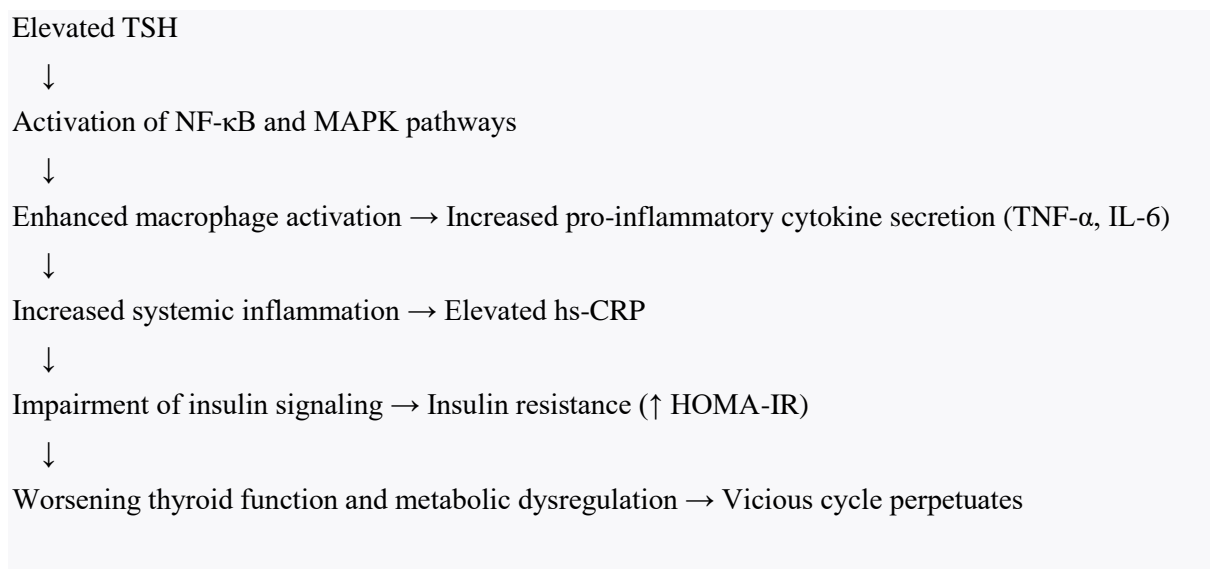 Elevated TSH
↓
Activation of NF-κB and MAPK pathways
↓
Enhanced macrophage activation → Increased pro-inflammatory cytokine secretion (TNF-α, IL-6)
↓
Increased systemic inflammation → Elevated hs-CRP
↓
Impairment of insulin signaling → Insulin resistance (↑ HOMA-IR)
↓
Worsening thyroid function and metabolic dysregulation → Vicious cycle perpetuates